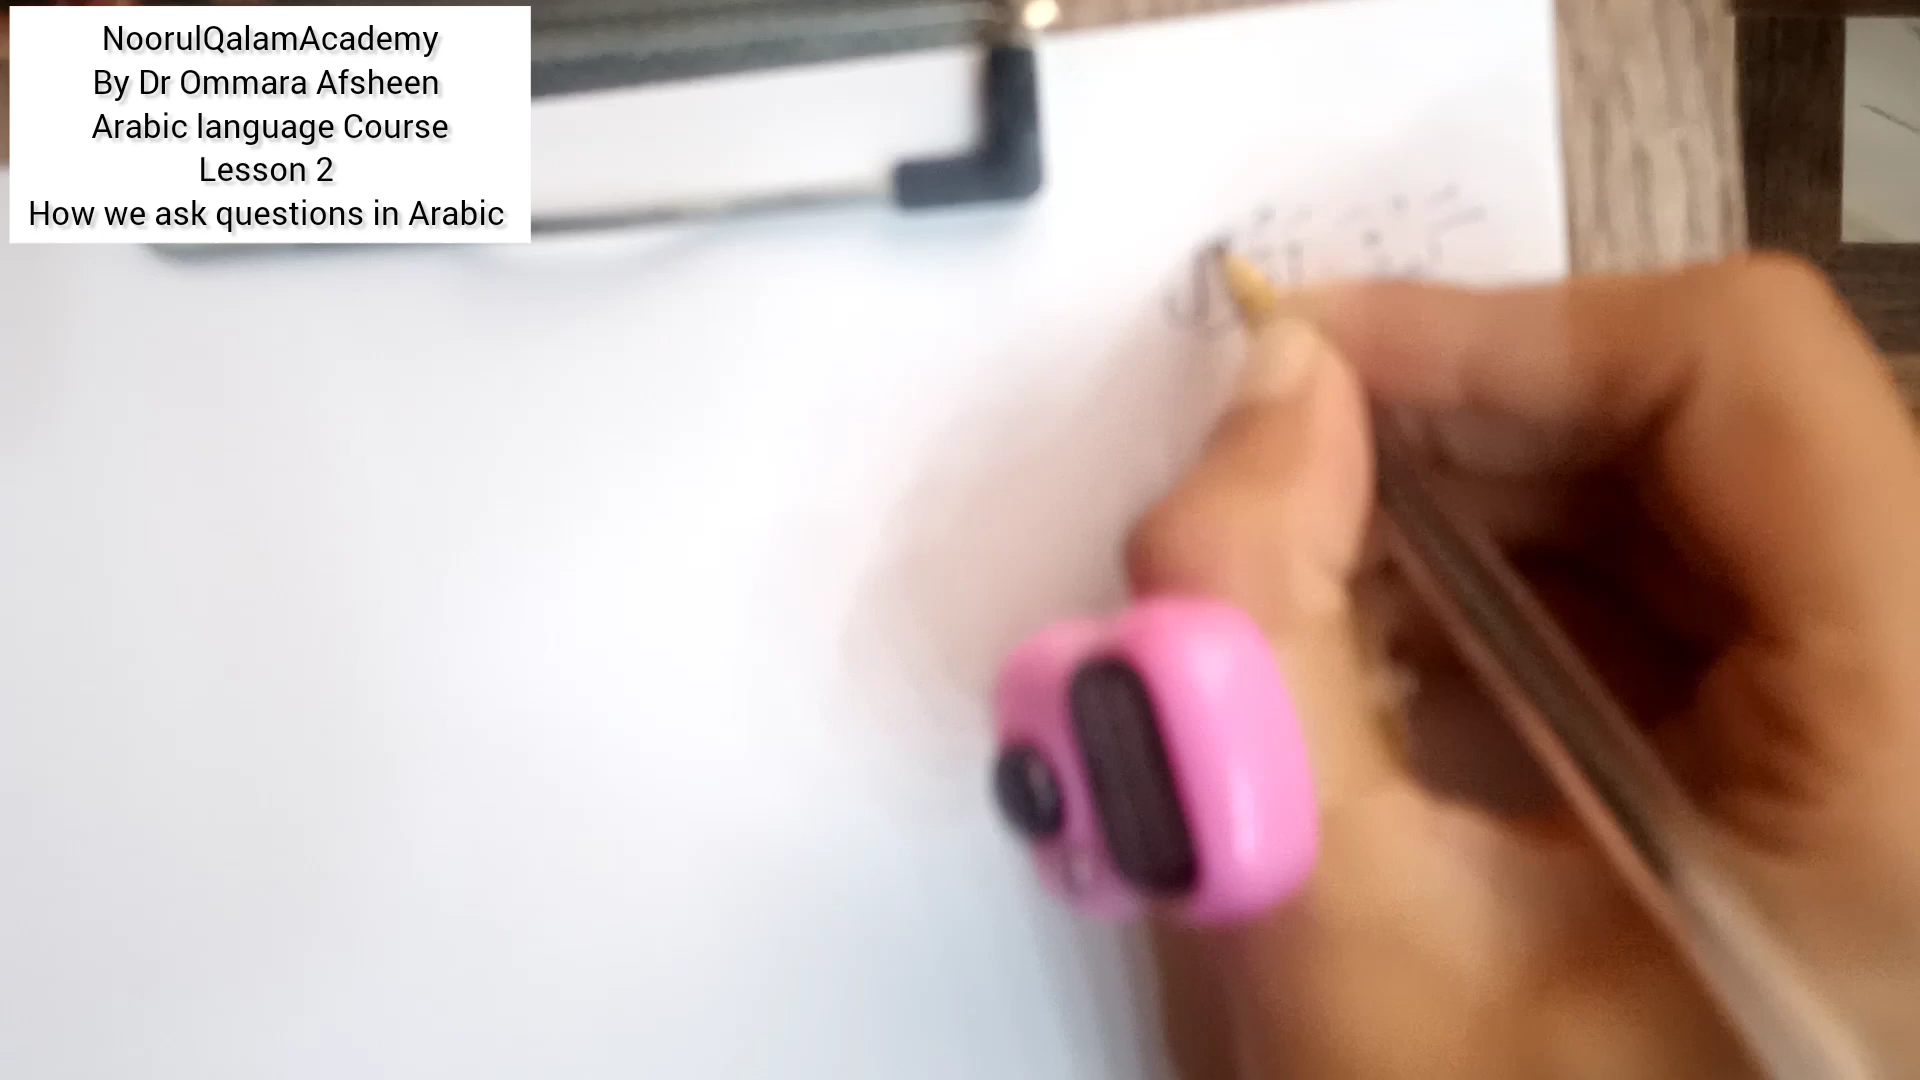 NoorulQalamAcademy
By Dr Ommara Afsheen
Arabic language Course
Lesson 2
How we ask questions in Arabic